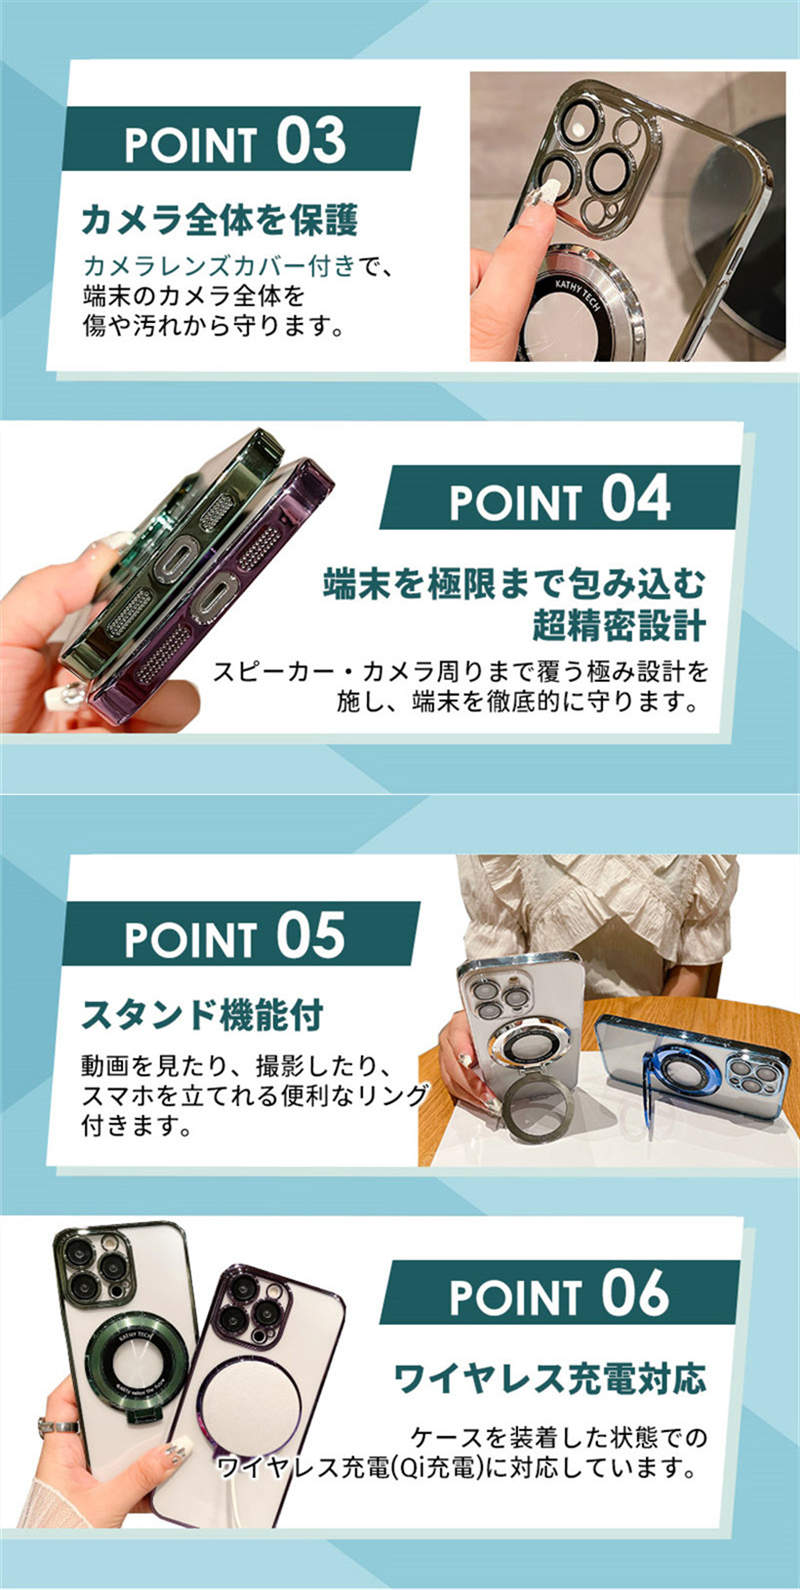 POINT 03
カメラ全体を保護
カメラレンズカバー付きで、
端末のカメラ全体を
傷や汚れから守ります。
KATHY TECH
POINT 04
端末を極限まで包み込む
超精密設計
スピーカー・カメラ周りまで覆う極み設計を
施し、端末を徹底的に守ります。
POINT 05
スタンド機能付
動画を見たり、撮影したり、
スマホを立てれる便利なリング
付きます。
POINT 06
ワイヤレス充電対応
ケースを装着した状態での
ワイヤレス充電(Qi充電)に対応しています。
KATHY TECH